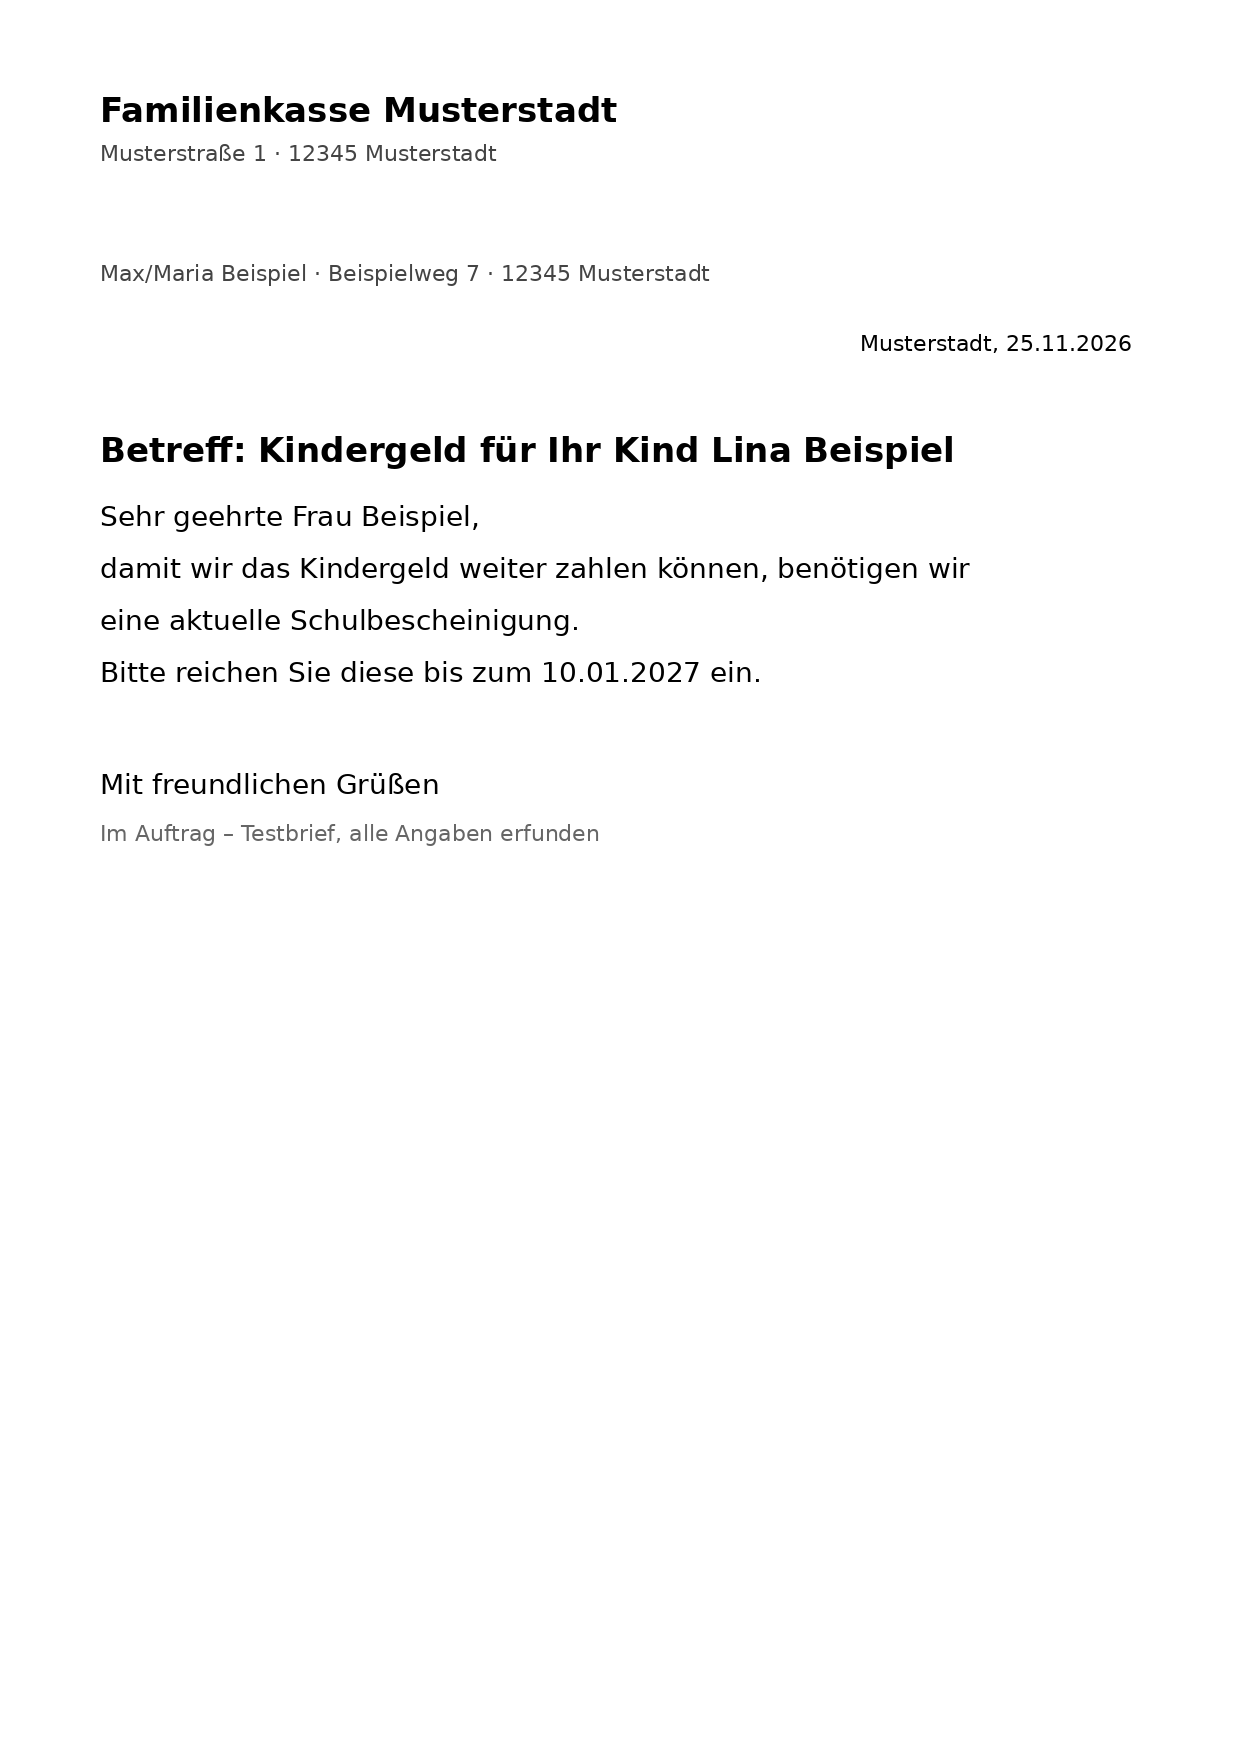 Familienkasse Musterstadt
Musterstraße 1 · 12345 Musterstadt
Max/Maria Beispiel · Beispielweg 7 · 12345 Musterstadt
Musterstadt, 25.11.2026
Betreff: Kindergeld für Ihr Kind Lina Beispiel
Sehr geehrte Frau Beispiel,
damit wir das Kindergeld weiter zahlen können, benötigen wir
eine aktuelle Schulbescheinigung.
Bitte reichen Sie diese bis zum 10.01.2027 ein.
Mit freundlichen Grüßen
Im Auftrag – Testbrief, alle Angaben erfunden